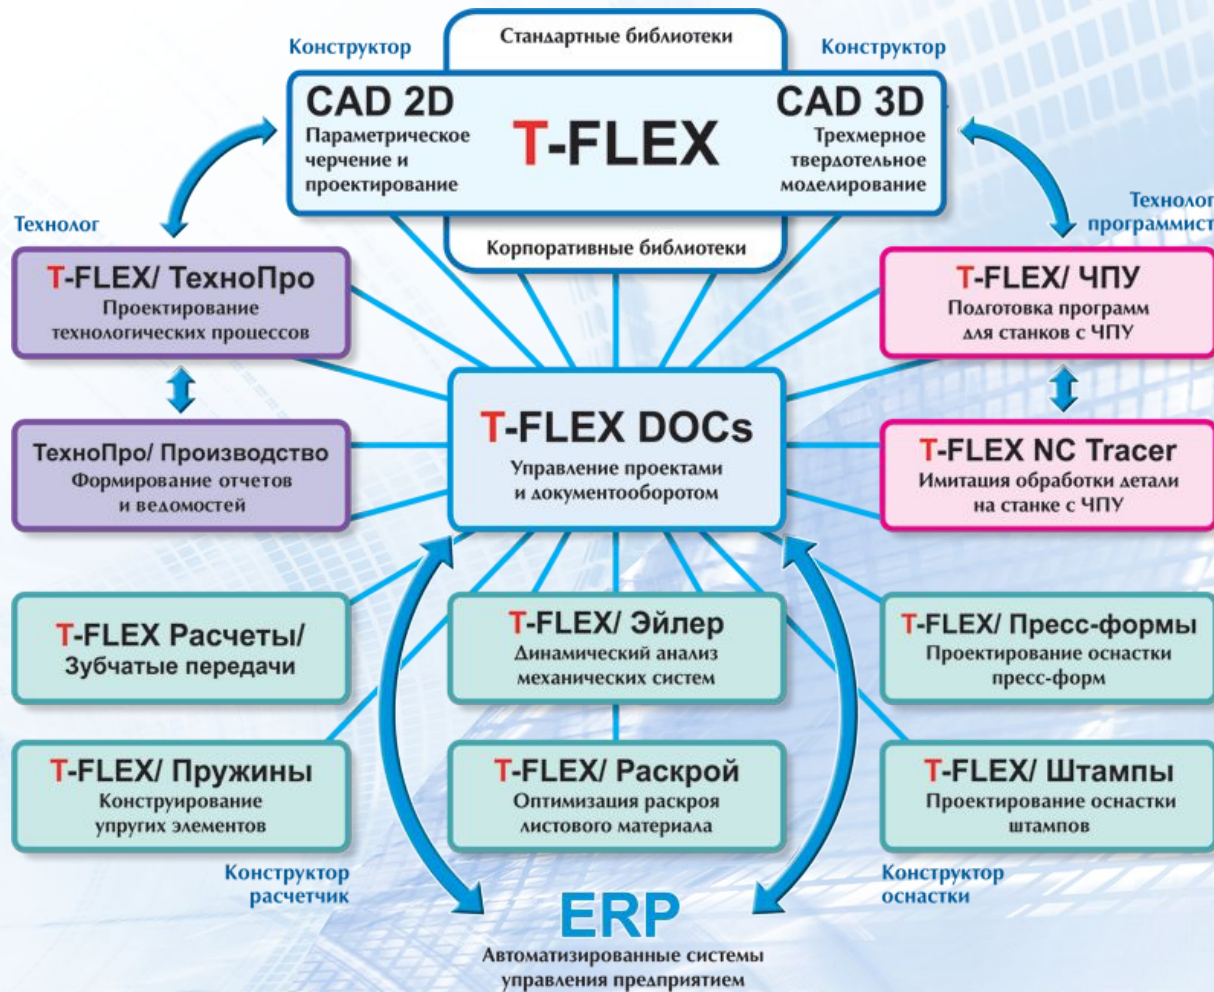 Стандартные библиотеки
Конструктор
Конструктор
CAD 2D
Параметрическое
черчение и
проектирование
T-FLEX
CAD 3D
Трехмерное
твердотельное
моделирование
Корпоративные библиотеки
Технолог
Технолог
программист
T-FLEX/ ТехноПро
Проектирование
технологических процессов
T-FLEX/ ЧПУ
Подготовка программ
для станков с ЧПУ
T-FLEX DOCs
Управление проектами
и документооборотом
ТехноПро/ Производство
Формирование отчетов
и ведомостей
T-FLEX NC Tracer
Имитация обработки детали
на станке с ЧПУ
T-FLEX Расчеты/
Зубчатые передачи
T-FLEX/ Эйлер
Динамический анализ
механических систем
T-FLEX/ Пресс-формы
Проектирование оснастки
пресс-форм
T-FLEX/ Пружины
Конструирование
упругих элементов
T-FLEX/ Раскрой
Оптимизация раскроя
листового материала
T-FLEX/ Штампы
Проектирование оснастки
штампов
Конструктор
расчетчик
Конструктор
оснастки
ERP
Автоматизированные системы
управления предприятием